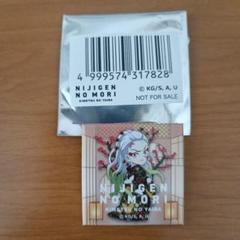 4 999574 317828
NIJIGEN
NO MORI
KIMETSU NO YAIBA
© KG/S, A, U
NOT FOR SALE
NIJIGEN
NO MORI
KIMETSU NO YAIBA
© KG/S, A, U